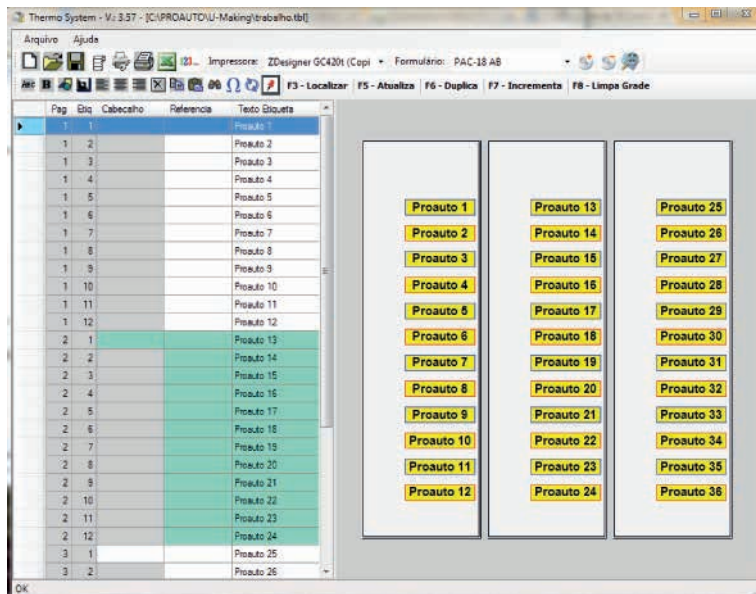 Thermo System - V.: 3.57 - [C:\PROAUTO\U-Making\trabalho.tbl]
Arquivo Ajuda
Impressora: ZDesigner GC420t (Copi Formulário: PAC-18 AB
ABC B F3 - Localizar F5 - Atualiza F6 - Duplica F7 - Incrementa F8 - Limpa Grade
Pag Etiq Cabecalho Referencia Texto Etiqueta
1 1 Proauto 1
1 2 Proauto 2
1 3 Proauto 3
1 4 Proauto 4
1 5 Proauto 5
1 6 Proauto 6
1 7 Proauto 7
1 8 Proauto 8
1 9 Proauto 9
1 10 Proauto 10
1 11 Proauto 11
1 12 Proauto 12
2 1 Proauto 13
2 2 Proauto 14
2 3 Proauto 15
2 4 Proauto 16
2 5 Proauto 17
2 6 Proauto 18
2 7 Proauto 19
2 8 Proauto 20
2 9 Proauto 21
2 10 Proauto 22
2 11 Proauto 23
2 12 Proauto 24
3 1 Proauto 25
3 2 Proauto 26
Proauto 1 Proauto 13 Proauto 25
Proauto 2 Proauto 14 Proauto 26
Proauto 3 Proauto 15 Proauto 27
Proauto 4 Proauto 16 Proauto 28
Proauto 5 Proauto 17 Proauto 29
Proauto 6 Proauto 18 Proauto 30
Proauto 7 Proauto 19 Proauto 31
Proauto 8 Proauto 20 Proauto 32
Proauto 9 Proauto 21 Proauto 33
Proauto 10 Proauto 22 Proauto 34
Proauto 11 Proauto 23 Proauto 35
Proauto 12 Proauto 24 Proauto 36
OK